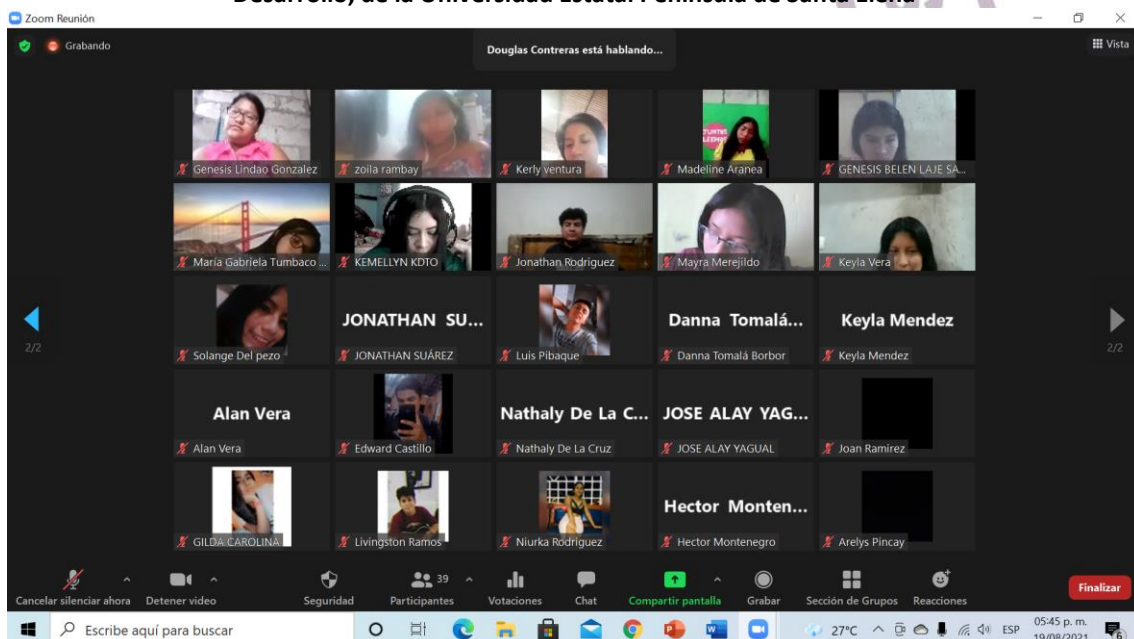 Desarrollo, de la Universidad Estatal Península de Santa Elena
Zoom Reunión
Grabando
Douglas Contreras está hablando...
Vista
Genesis Lindao Gonzalez
zoila rambay
Kerly ventura
Madeline Aranea
GENESIS BELEN LAJE SA...
María Gabriela Tumbaco ...
KEMELLYN KDTO
Jonathan Rodriguez
Mayra Merejildo
Keyla Vera
2/2
Solange Del pezo
JONATHAN SU...
JONATHAN SUÁREZ
Luis Pibaque
Danna Tomalá...
Danna Tomalá Borbor
Keyla Mendez
Keyla Mendez
2/2
Alan Vera
Alan Vera
Edward Castillo
Nathaly De La C...
Nathaly De La Cruz
JOSE ALAY YAG...
JOSE ALAY YAGUAL
Joan Ramirez
GILDA CAROLINA
Livingston Ramos
Niurka Rodriguez
Hector Monten...
Hector Montenegro
Arelys Pincay
Cancelar silenciar ahora
Detener video
Seguridad
39
Participantes
Votaciones
Chat
Compartir pantalla
Grabar
Sección de Grupos
Reacciones
Finalizar
Escribe aquí para buscar
27°C
ESP
05:45 p. m.
19/08/2021
6